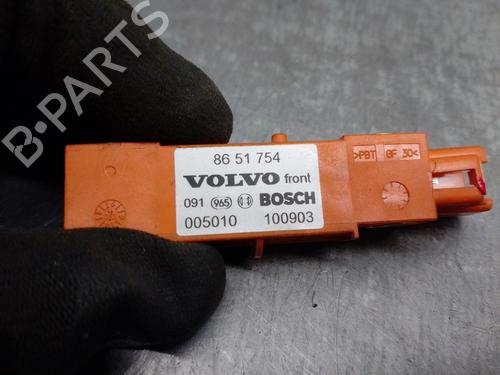 86 51 754
VOLVO front
091 965 BOSCH
005010 100903
>PBT GF 30<
B-PARTS